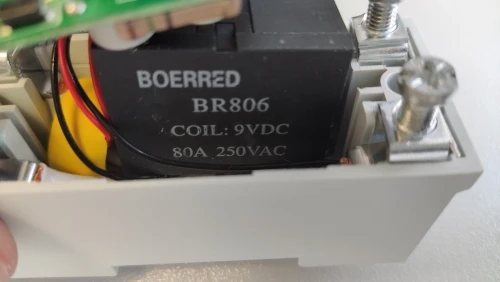 BOERRED
BR806
COIL: 9VDC
80A 250VAC